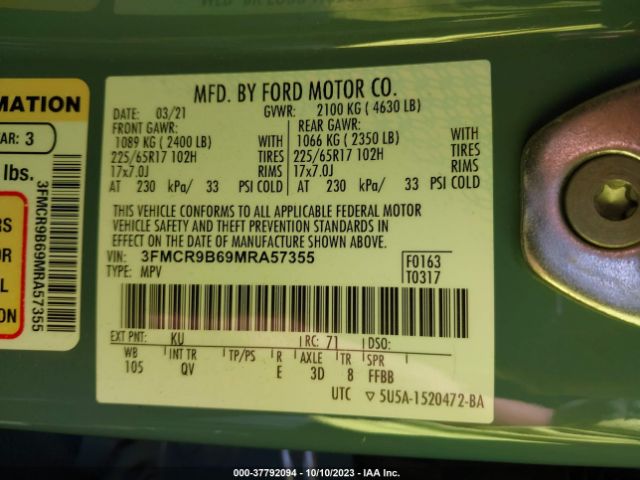 MATION
AR: 3
lbs.
RS
OR
L
ION
3FMCR9B69MRA57355
MFD. BY FORD MOTOR CO.
DATE: 03/21 GVWR: 2100 KG ( 4630 LB)
FRONT GAWR: REAR GAWR:
1089 KG ( 2400 LB) WITH 1066 KG ( 2350 LB) WITH
225/65R17 102H TIRES 225/65R17 102H TIRES
17x7.0J RIMS 17x7.0J RIMS
AT 230 kPa/ 33 PSI COLD AT 230 kPa/ 33 PSI COLD
THIS VEHICLE CONFORMS TO ALL APPLICABLE FEDERAL MOTOR
VEHICLE SAFETY AND THEFT PREVENTION STANDARDS IN
EFFECT ON THE DATE OF MANUFACTURE SHOWN ABOVE.
VIN: 3FMCR9B69MRA57355 F0163
TYPE: MPV T0317
EXT PNT: KU RC: 71 DSO:
WB INT TR TP/PS R AXLE TR SPR
105 QV E 3D 8 FFBB
UTC ▽ 5U5A-1520472-BA
000-37792094 - 10/10/2023 - IAA Inc.